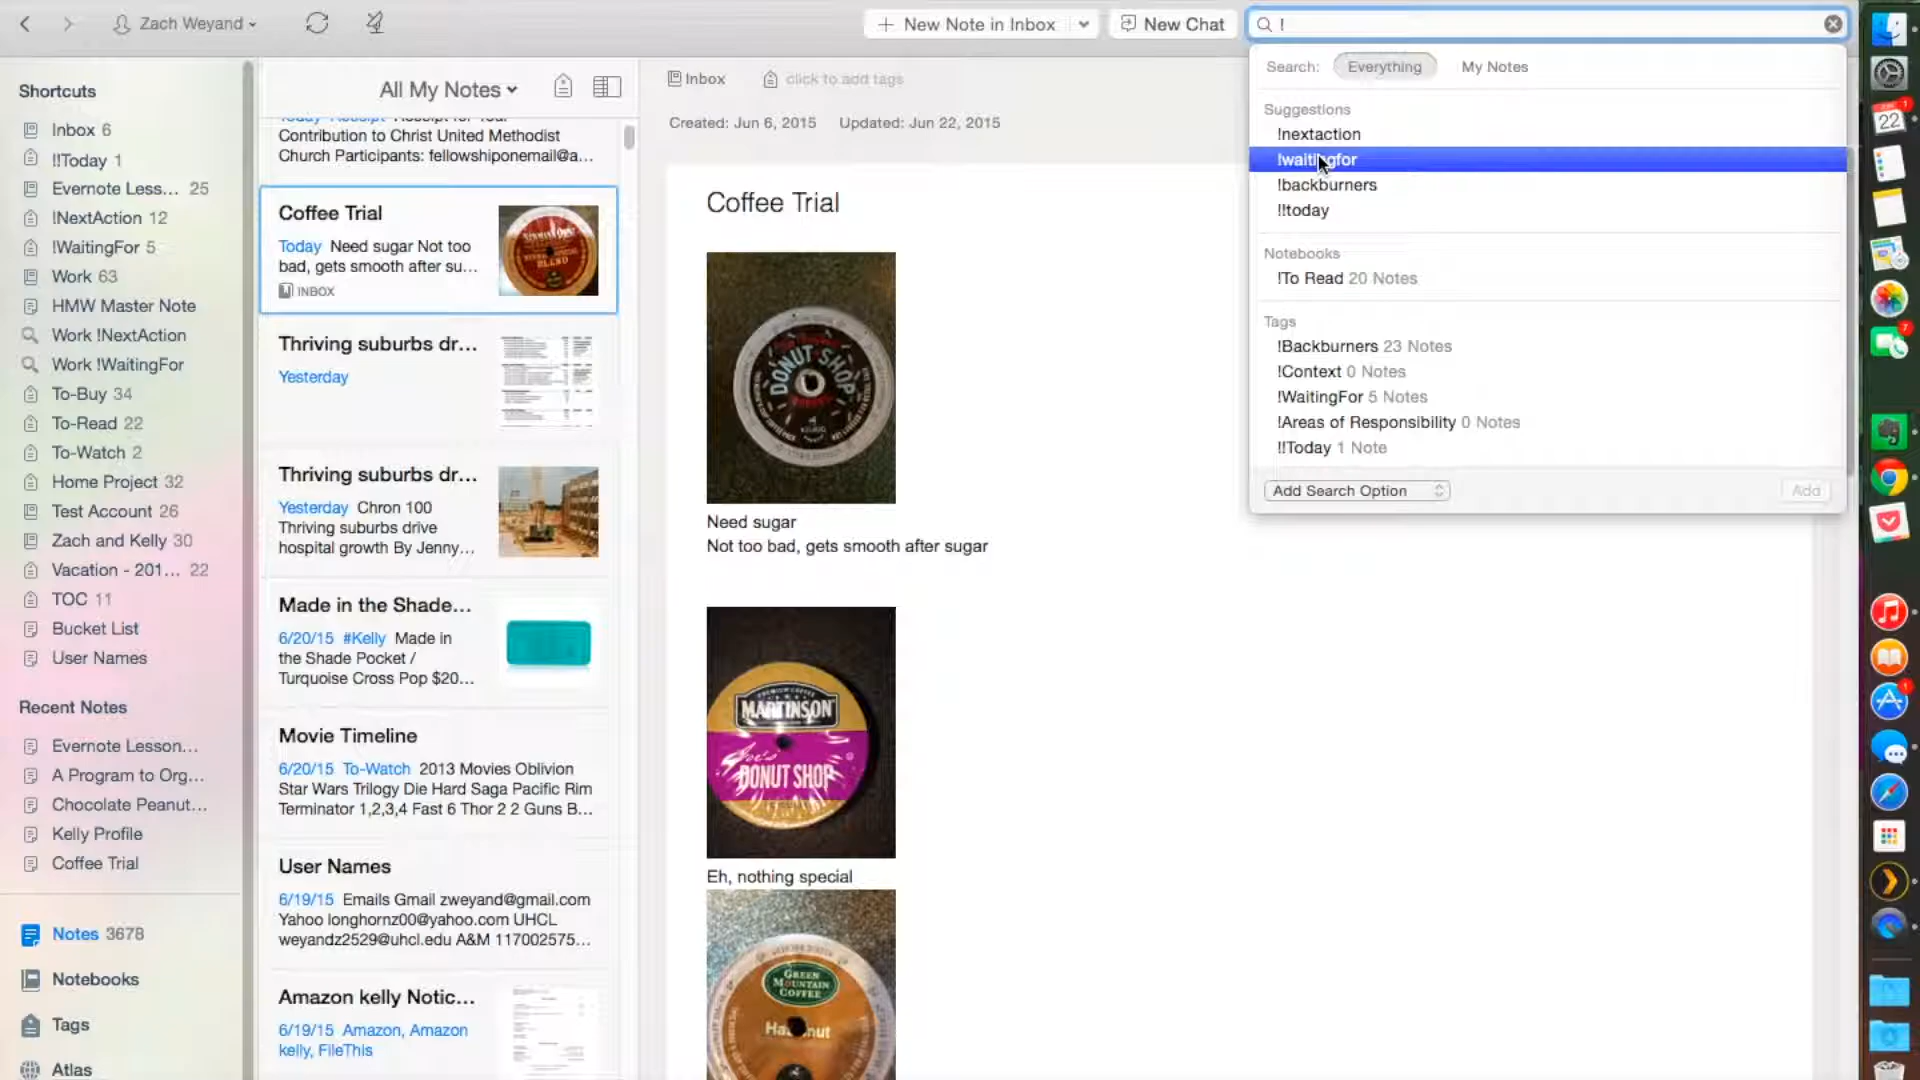 Zach Weyand
New Note in Inbox
New Chat
!
Shortcuts
Inbox 6
!!Today 1
Evernote Less... 25
!NextAction 12
!WaitingFor 5
Work 63
HMW Master Note
Work !NextAction
Work !WaitingFor
To-Buy 34
To-Read 22
To-Watch 2
Home Project 32
Test Account 26
Zach and Kelly 30
Vacation - 201... 22
TOC 11
Bucket List
User Names
Recent Notes
Evernote Lesson...
A Program to Org...
Chocolate Peanut...
Kelly Profile
Coffee Trial
Notes 3678
Notebooks
Tags
Atlas
All My Notes
Today Receipt Receipt for Your
Contribution to Christ United Methodist
Church Participants: fellowshiponemail@a...
Coffee Trial
Today Need sugar Not too
bad, gets smooth after su...
INBOX
Thriving suburbs dr...
Yesterday
Thriving suburbs dr...
Yesterday Chron 100
Thriving suburbs drive
hospital growth By Jenny...
Made in the Shade...
6/20/15 #Kelly Made in
the Shade Pocket /
Turquoise Cross Pop $20...
Movie Timeline
6/20/15 To-Watch 2013 Movies Oblivion
Star Wars Trilogy Die Hard Saga Pacific Rim
Terminator 1,2,3,4 Fast 6 Thor 2 2 Guns B...
User Names
6/19/15 Emails Gmail zweyand@gmail.com
Yahoo longhornz00@yahoo.com UHCL
weyandz2529@uhcl.edu A&M 117002575...
Amazon kelly Notic...
6/19/15 Amazon, Amazon
kelly, FileThis
Inbox
click to add tags
Created: Jun 6, 2015
Updated: Jun 22, 2015
Coffee Trial
DONUT SHOP
Need sugar
Not too bad, gets smooth after sugar
PREMIUM COFFEE
MARTINSON
Joe's
DONUT SHOP
Eh, nothing special
GREEN
MOUNTAIN
COFFEE
Search:
Everything
My Notes
Suggestions
!nextaction
!waitingfor
!backburners
!!today
Notebooks
!To Read 20 Notes
Tags
!Backburners 23 Notes
!Context 0 Notes
!WaitingFor 5 Notes
!Areas of Responsibility 0 Notes
!!Today 1 Note
Add Search Option
Add
1
22
7
1